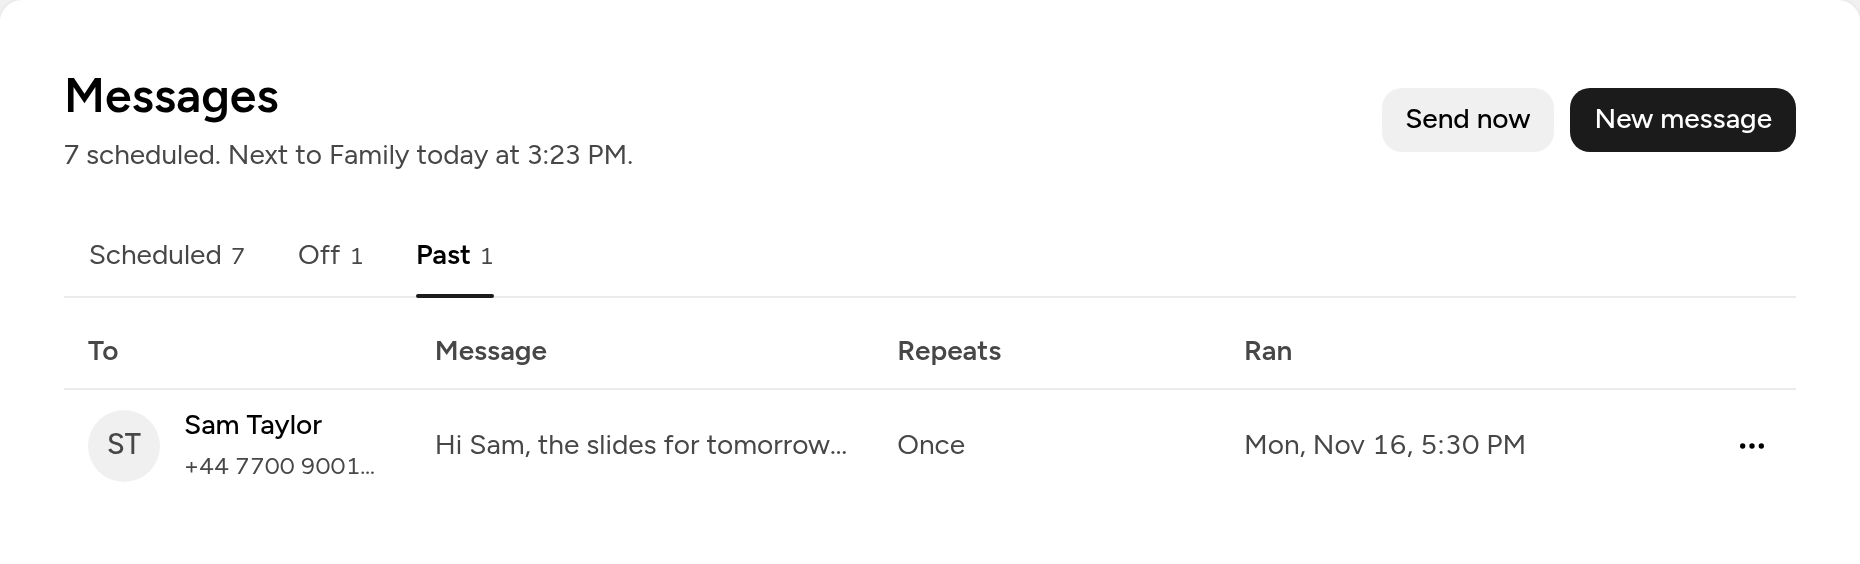 Messages
7 scheduled. Next to Family today at 3:23 PM.
Send now
New message
Scheduled 7
Off 1
Past 1
To
Message
Repeats
Ran
ST
Sam Taylor
+44 7700 9001...
Hi Sam, the slides for tomorrow...
Once
Mon, Nov 16, 5:30 PM